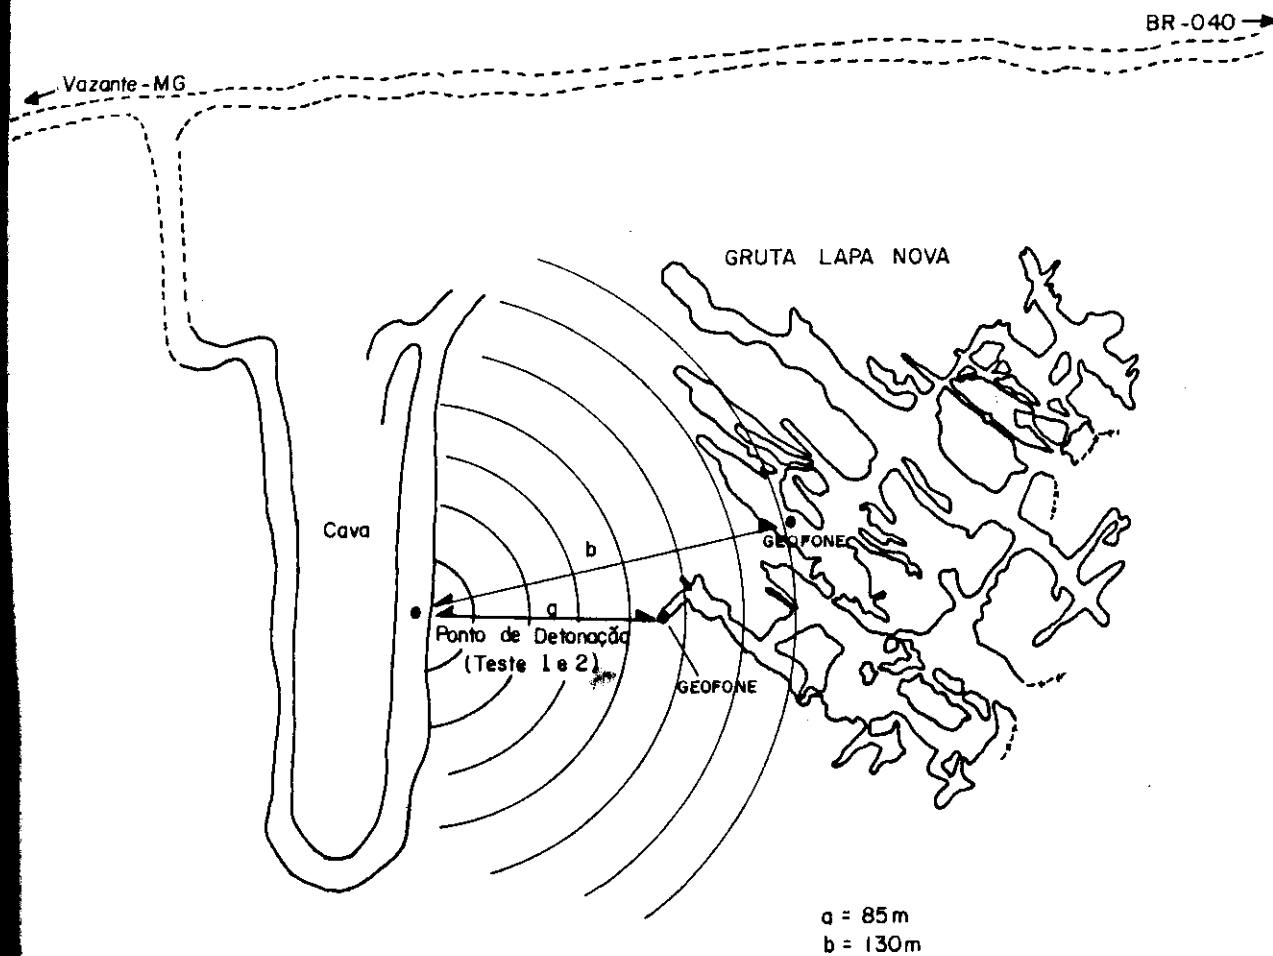 BR-040
Vazante-MG
GRUTA LAPA NOVA
Cava
b
GEOFONE
a
Ponto de Detonação
(Teste 1 e 2)
GEOFONE
a = 85m
b = 130m